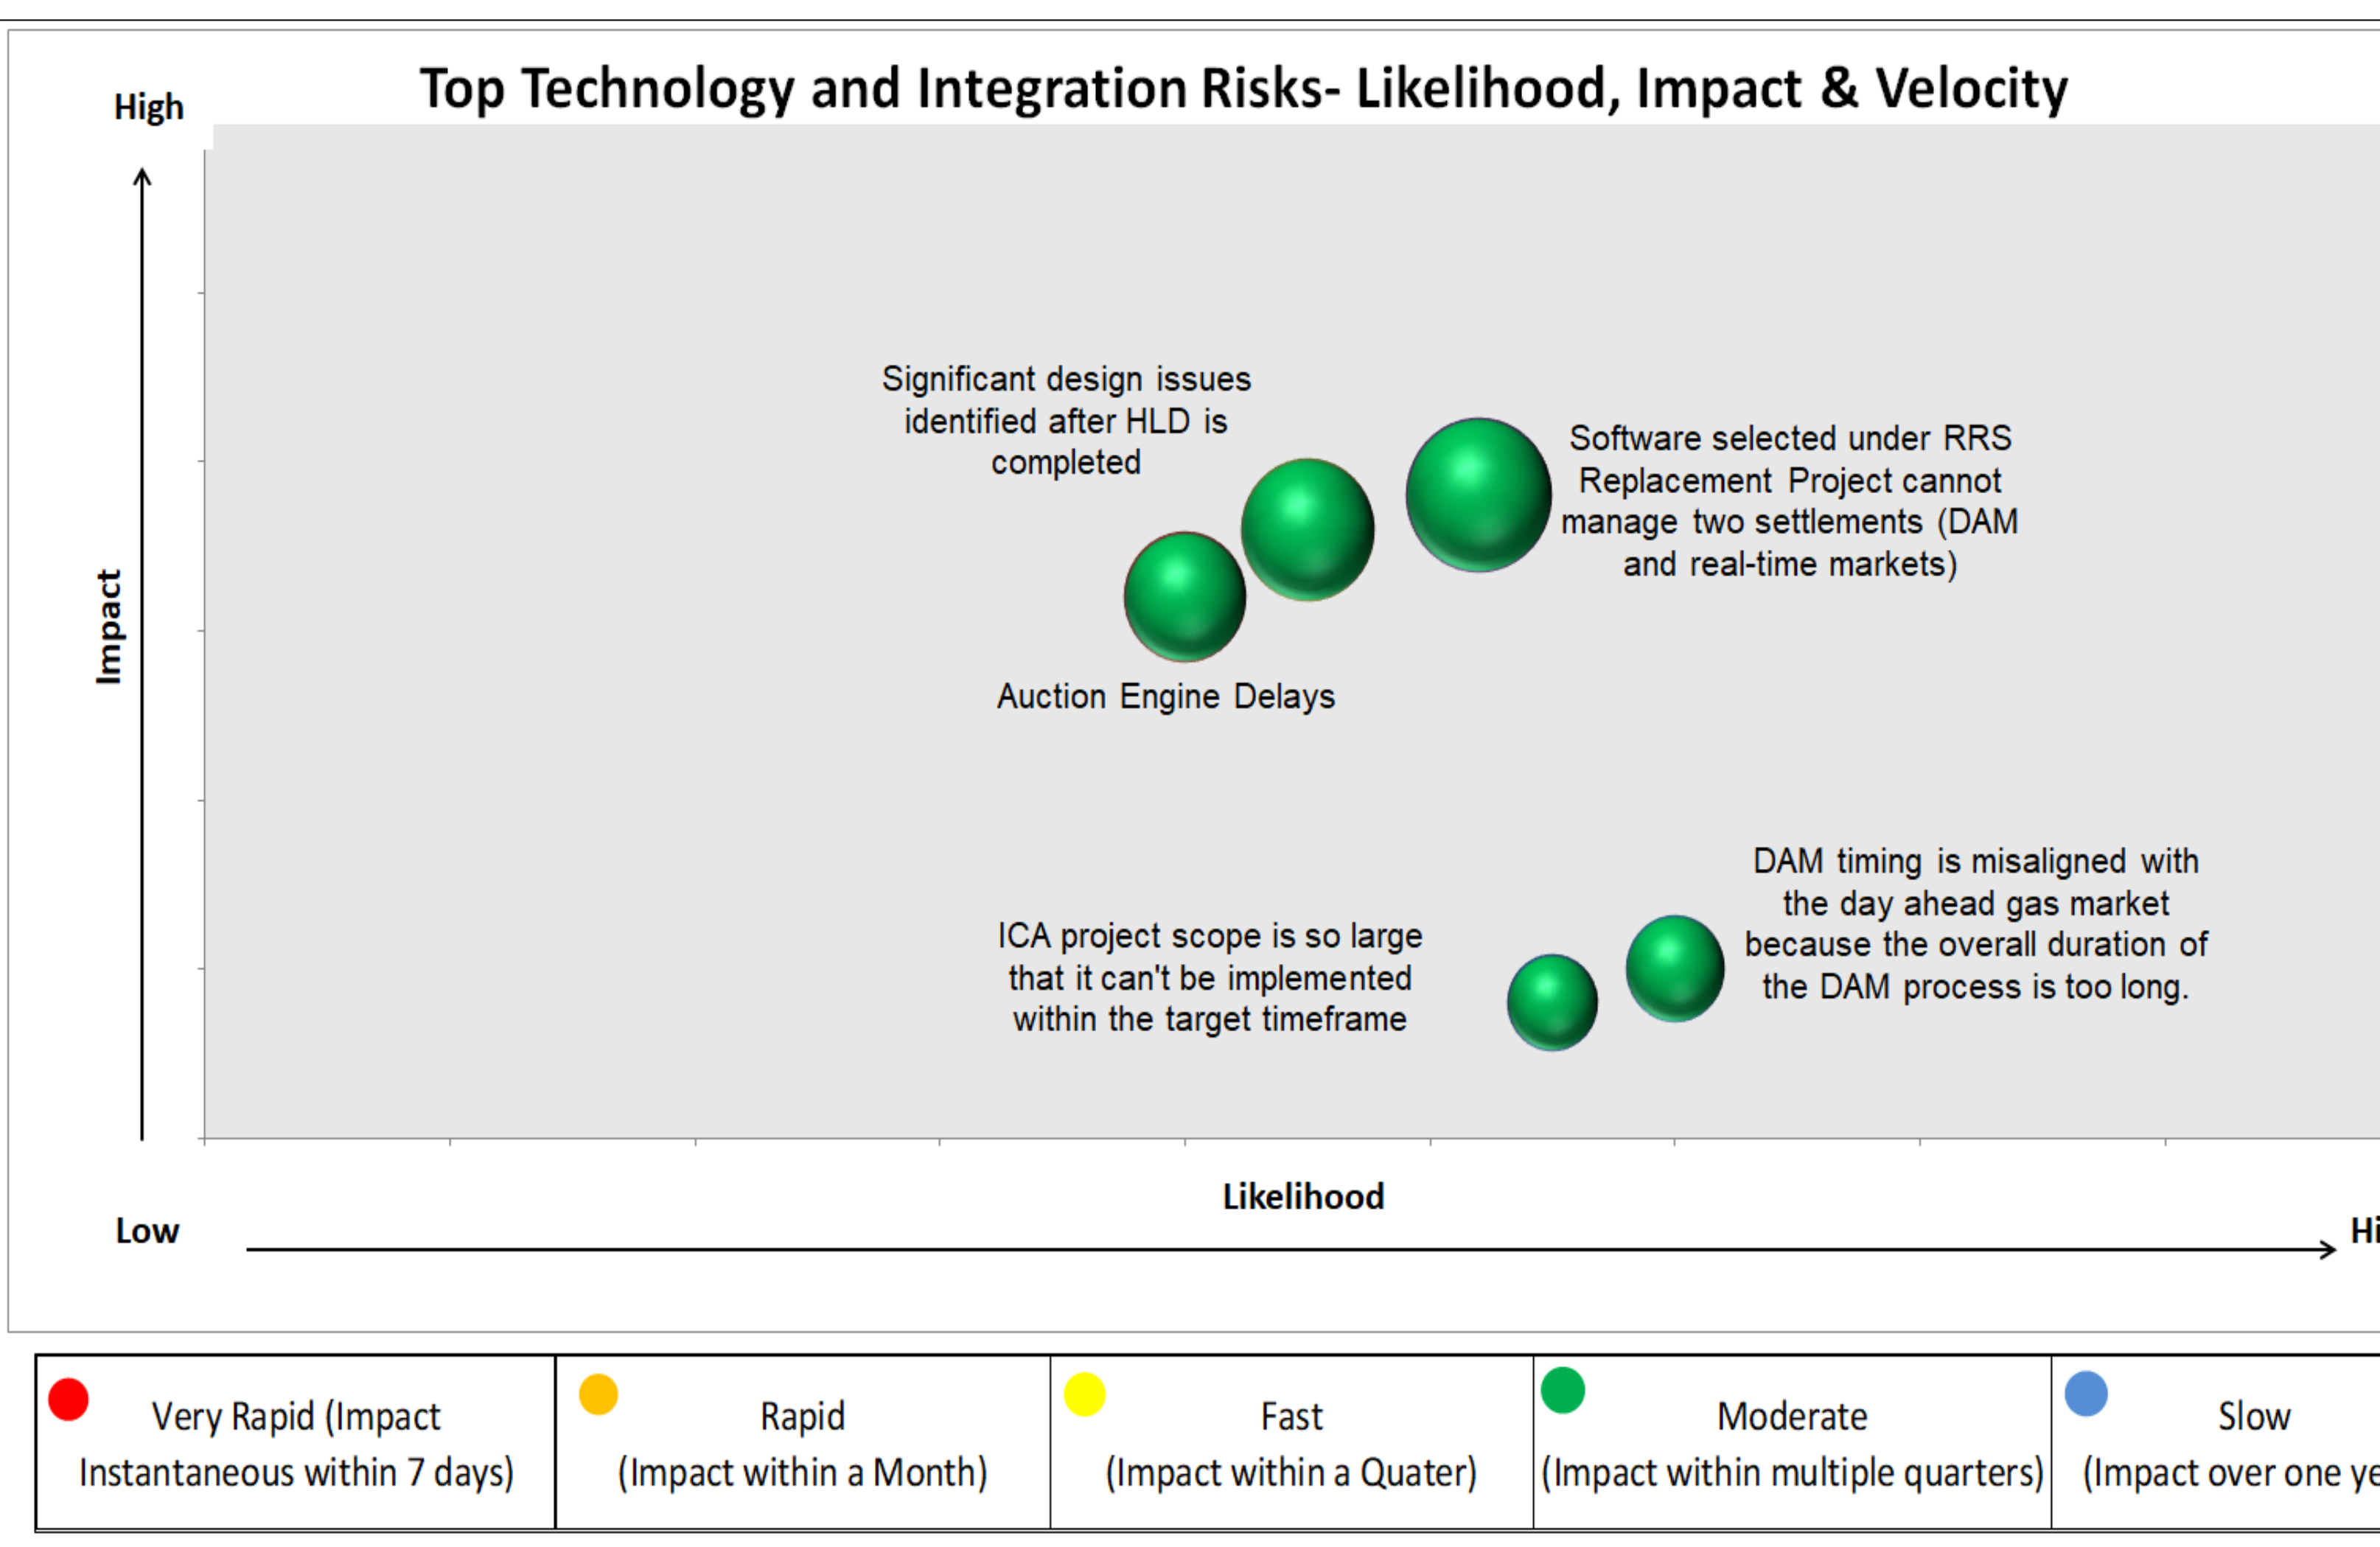 Top Technology and Integration Risks- Likelihood, Impact & Velocity
High
Impact
Significant design issues
identified after HLD is
completed
Software selected under RRS
Replacement Project cannot
manage two settlements (DAM
and real-time markets)
Auction Engine Delays
DAM timing is misaligned with
the day ahead gas market
because the overall duration of
the DAM process is too long.
ICA project scope is so large
that it can't be implemented
within the target timeframe
Likelihood
Low
Very Rapid (Impact
Instantaneous within 7 days)
Rapid
(Impact within a Month)
Fast
(Impact within a Quater)
Moderate
(Impact within multiple quarters)
Slow
(Impact over one